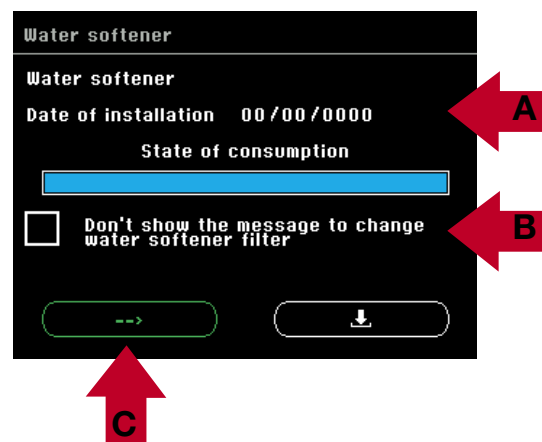 Water softener
Water softener
Date of installation 00/00/0000
A
State of consumption
Don't show the message to change
water softener filter
B
-->
C